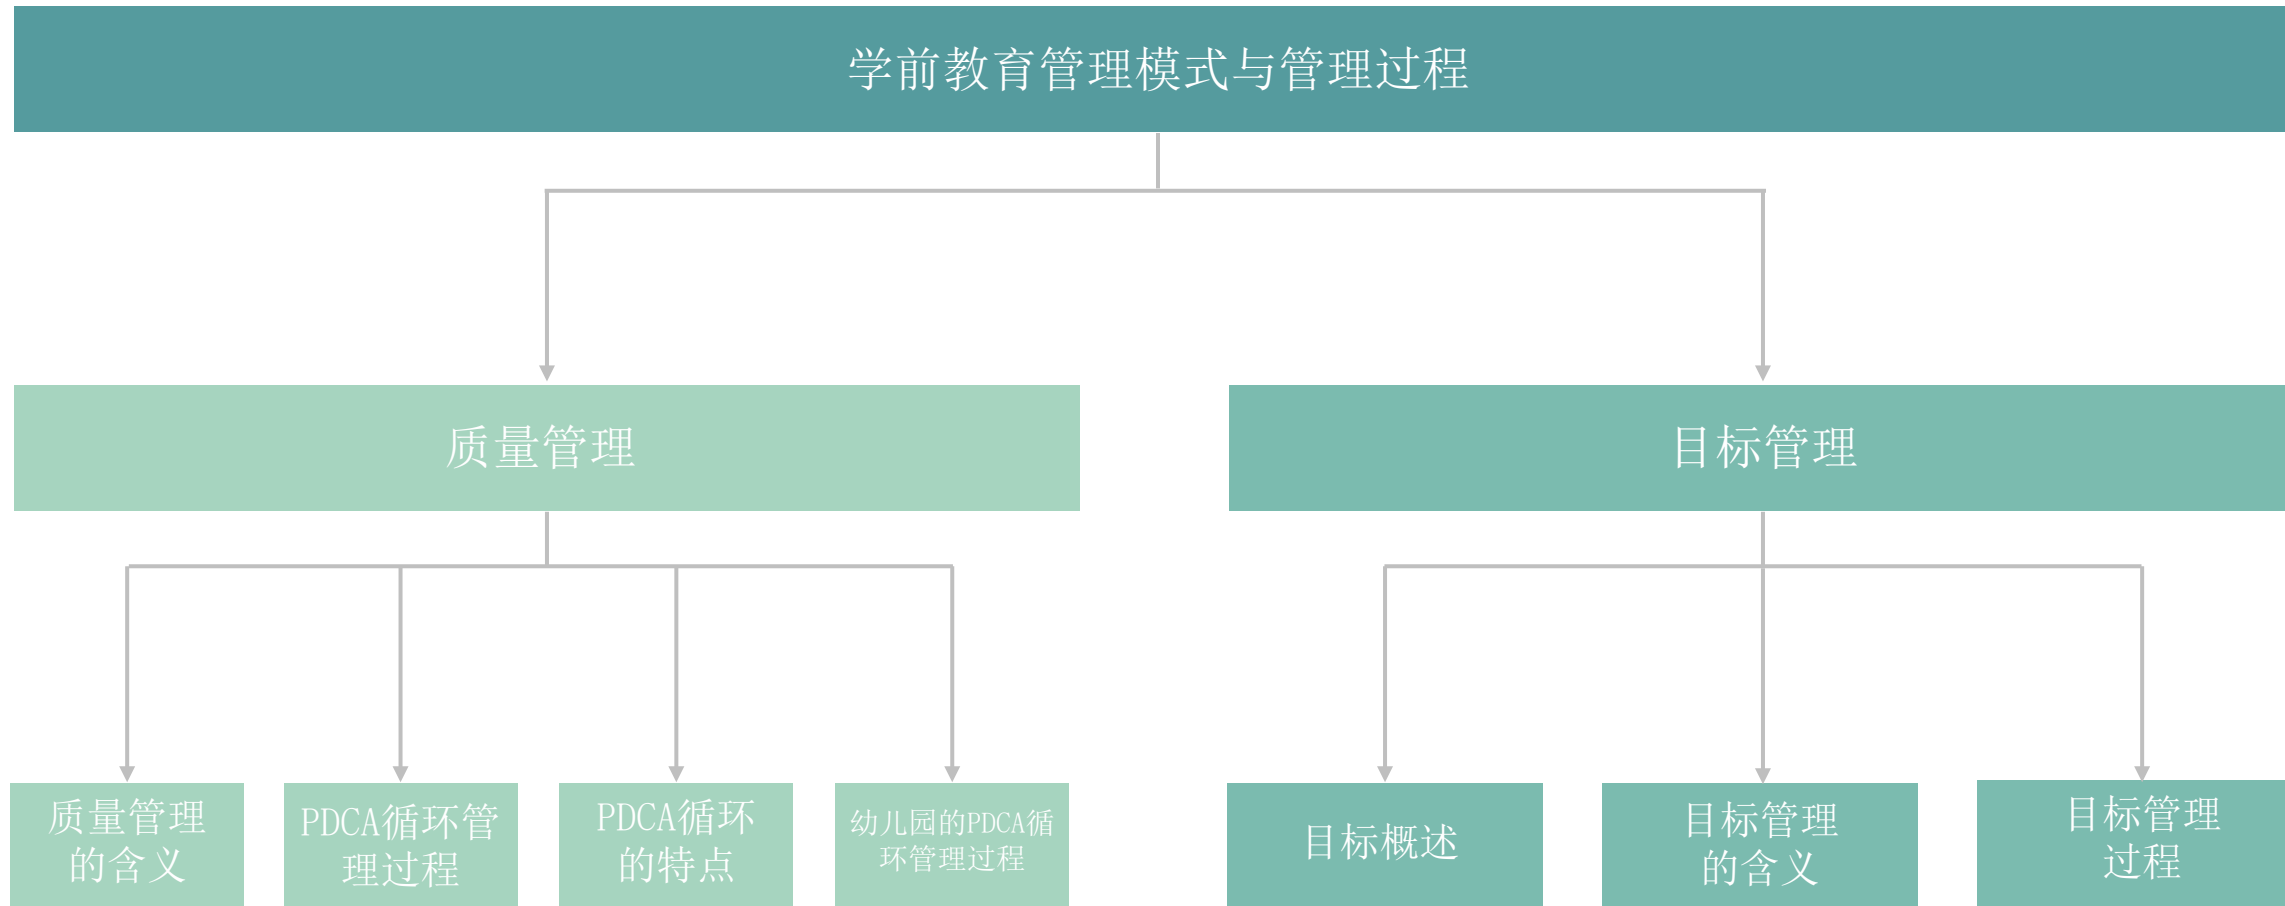 学前教育管理模式与管理过程
质量管理
目标管理
质量管理
的含义
PDCA循环管
理过程
PDCA循环
的特点
幼儿园的PDCA循
环管理过程
目标概述
目标管理
的含义
目标管理
过程